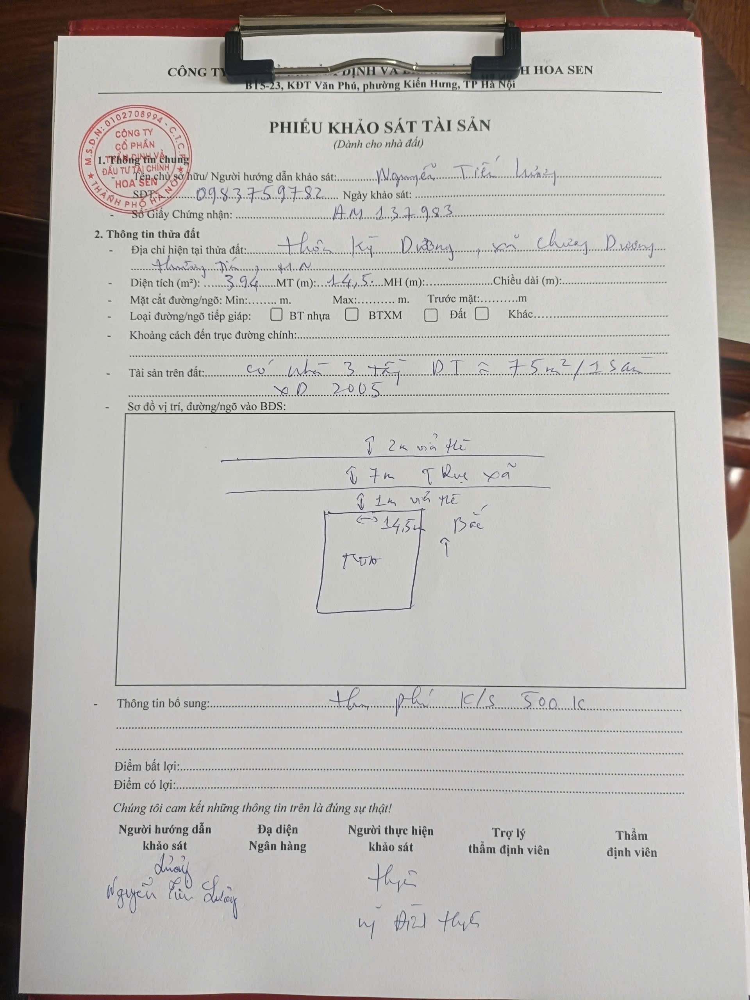 CÔNG TY ĐỊNH VÀ H HOA SEN
BT5-23, KĐT Văn Phú, phường Kiến Hưng, TP Hà Nội
M.S.D.N: 0102708994 - C.T.C.P
CÔNG TY
CỔ PHẦN
THẨM ĐỊNH VÀ
ĐẦU TƯ TÀI CHÍNH
HOA SEN
THÀNH PHỐ HÀ NỘI
PHIẾU KHẢO SÁT TÀI SẢN
(Dành cho nhà đất)
1. Thông tin chung
- Tên chủ sở hữu/ Người hướng dẫn khảo sát: Nguyễn Tiến Lưỡng
- SĐT: 0983759782 Ngày khảo sát:
- Số Giấy Chứng nhận: AM 137983
2. Thông tin thửa đất
- Địa chỉ hiện tại thửa đất: thôn Kỳ Dương, xã Chương Dương
thường Tín, HN
- Diện tích (m²): 394 MT (m): 14,5 MH (m): Chiều dài (m):
- Mặt cắt đường/ngõ: Min: m. Max: m. Trước mặt: m
- Loại đường/ngõ tiếp giáp: BT nhựa BTXM Đất Khác
- Khoảng cách đến trục đường chính:
- Tài sản trên đất: có nhà 3 tầng DT ≈ 75m²/1 sàn
XD 2005
- Sơ đồ vị trí, đường/ngõ vào BĐS:
↕ 2m vỉa hè
↕ 7m Trục xã
↕ 1m vỉa hè
↔ 14,5m
Bắc
↑
- Thông tin bổ sung: thu phí K/S 500K
Điểm bất lợi:
Điểm có lợi:
Chúng tôi cam kết những thông tin trên là đúng sự thật!
Người hướng dẫn Đạ diện Người thực hiện Trợ lý Thẩm
khảo sát Ngân hàng khảo sát thẩm định viên định viên
Nguyễn Tiến Lưỡng